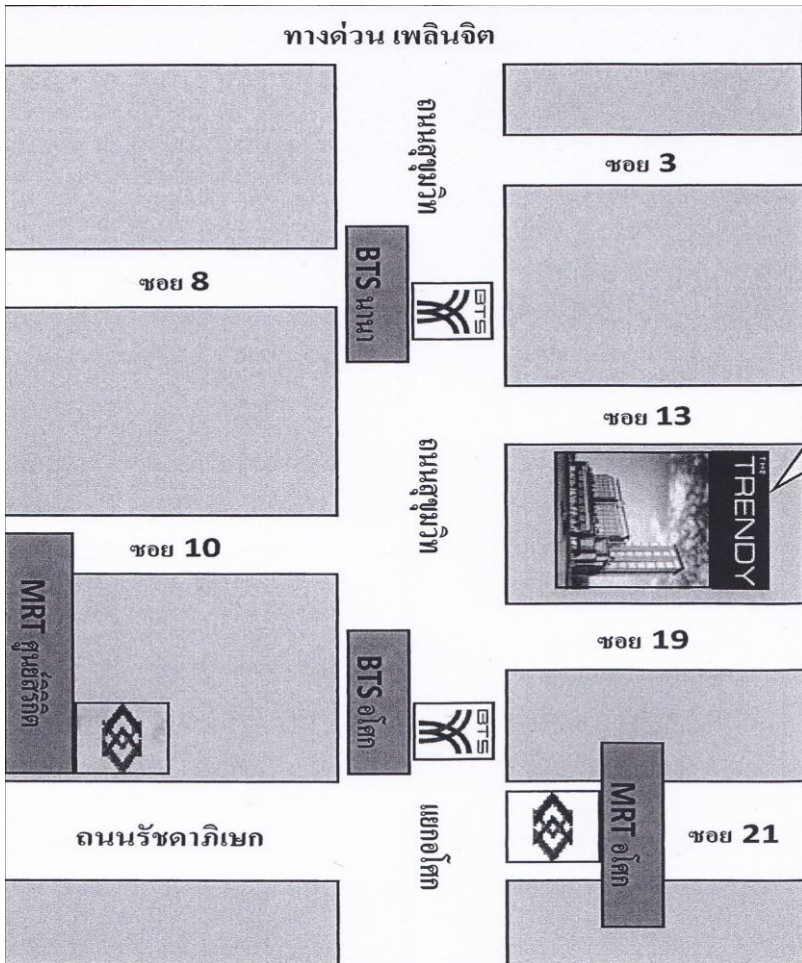 ทางด่วน เพลินจิต
ถนนสุขุมวิท
ซอย 3
BTS นานา
BTS
ซอย 8
ซอย 13
ถนนสุขุมวิท
THE
TRENDY
ซอย 10
MRT ศูนย์สิริกิต
ซอย 19
BTS อโศก
BTS
MRT อโศก
ซอย 21
ถนนรัชดาภิเษก
แยกอโศก